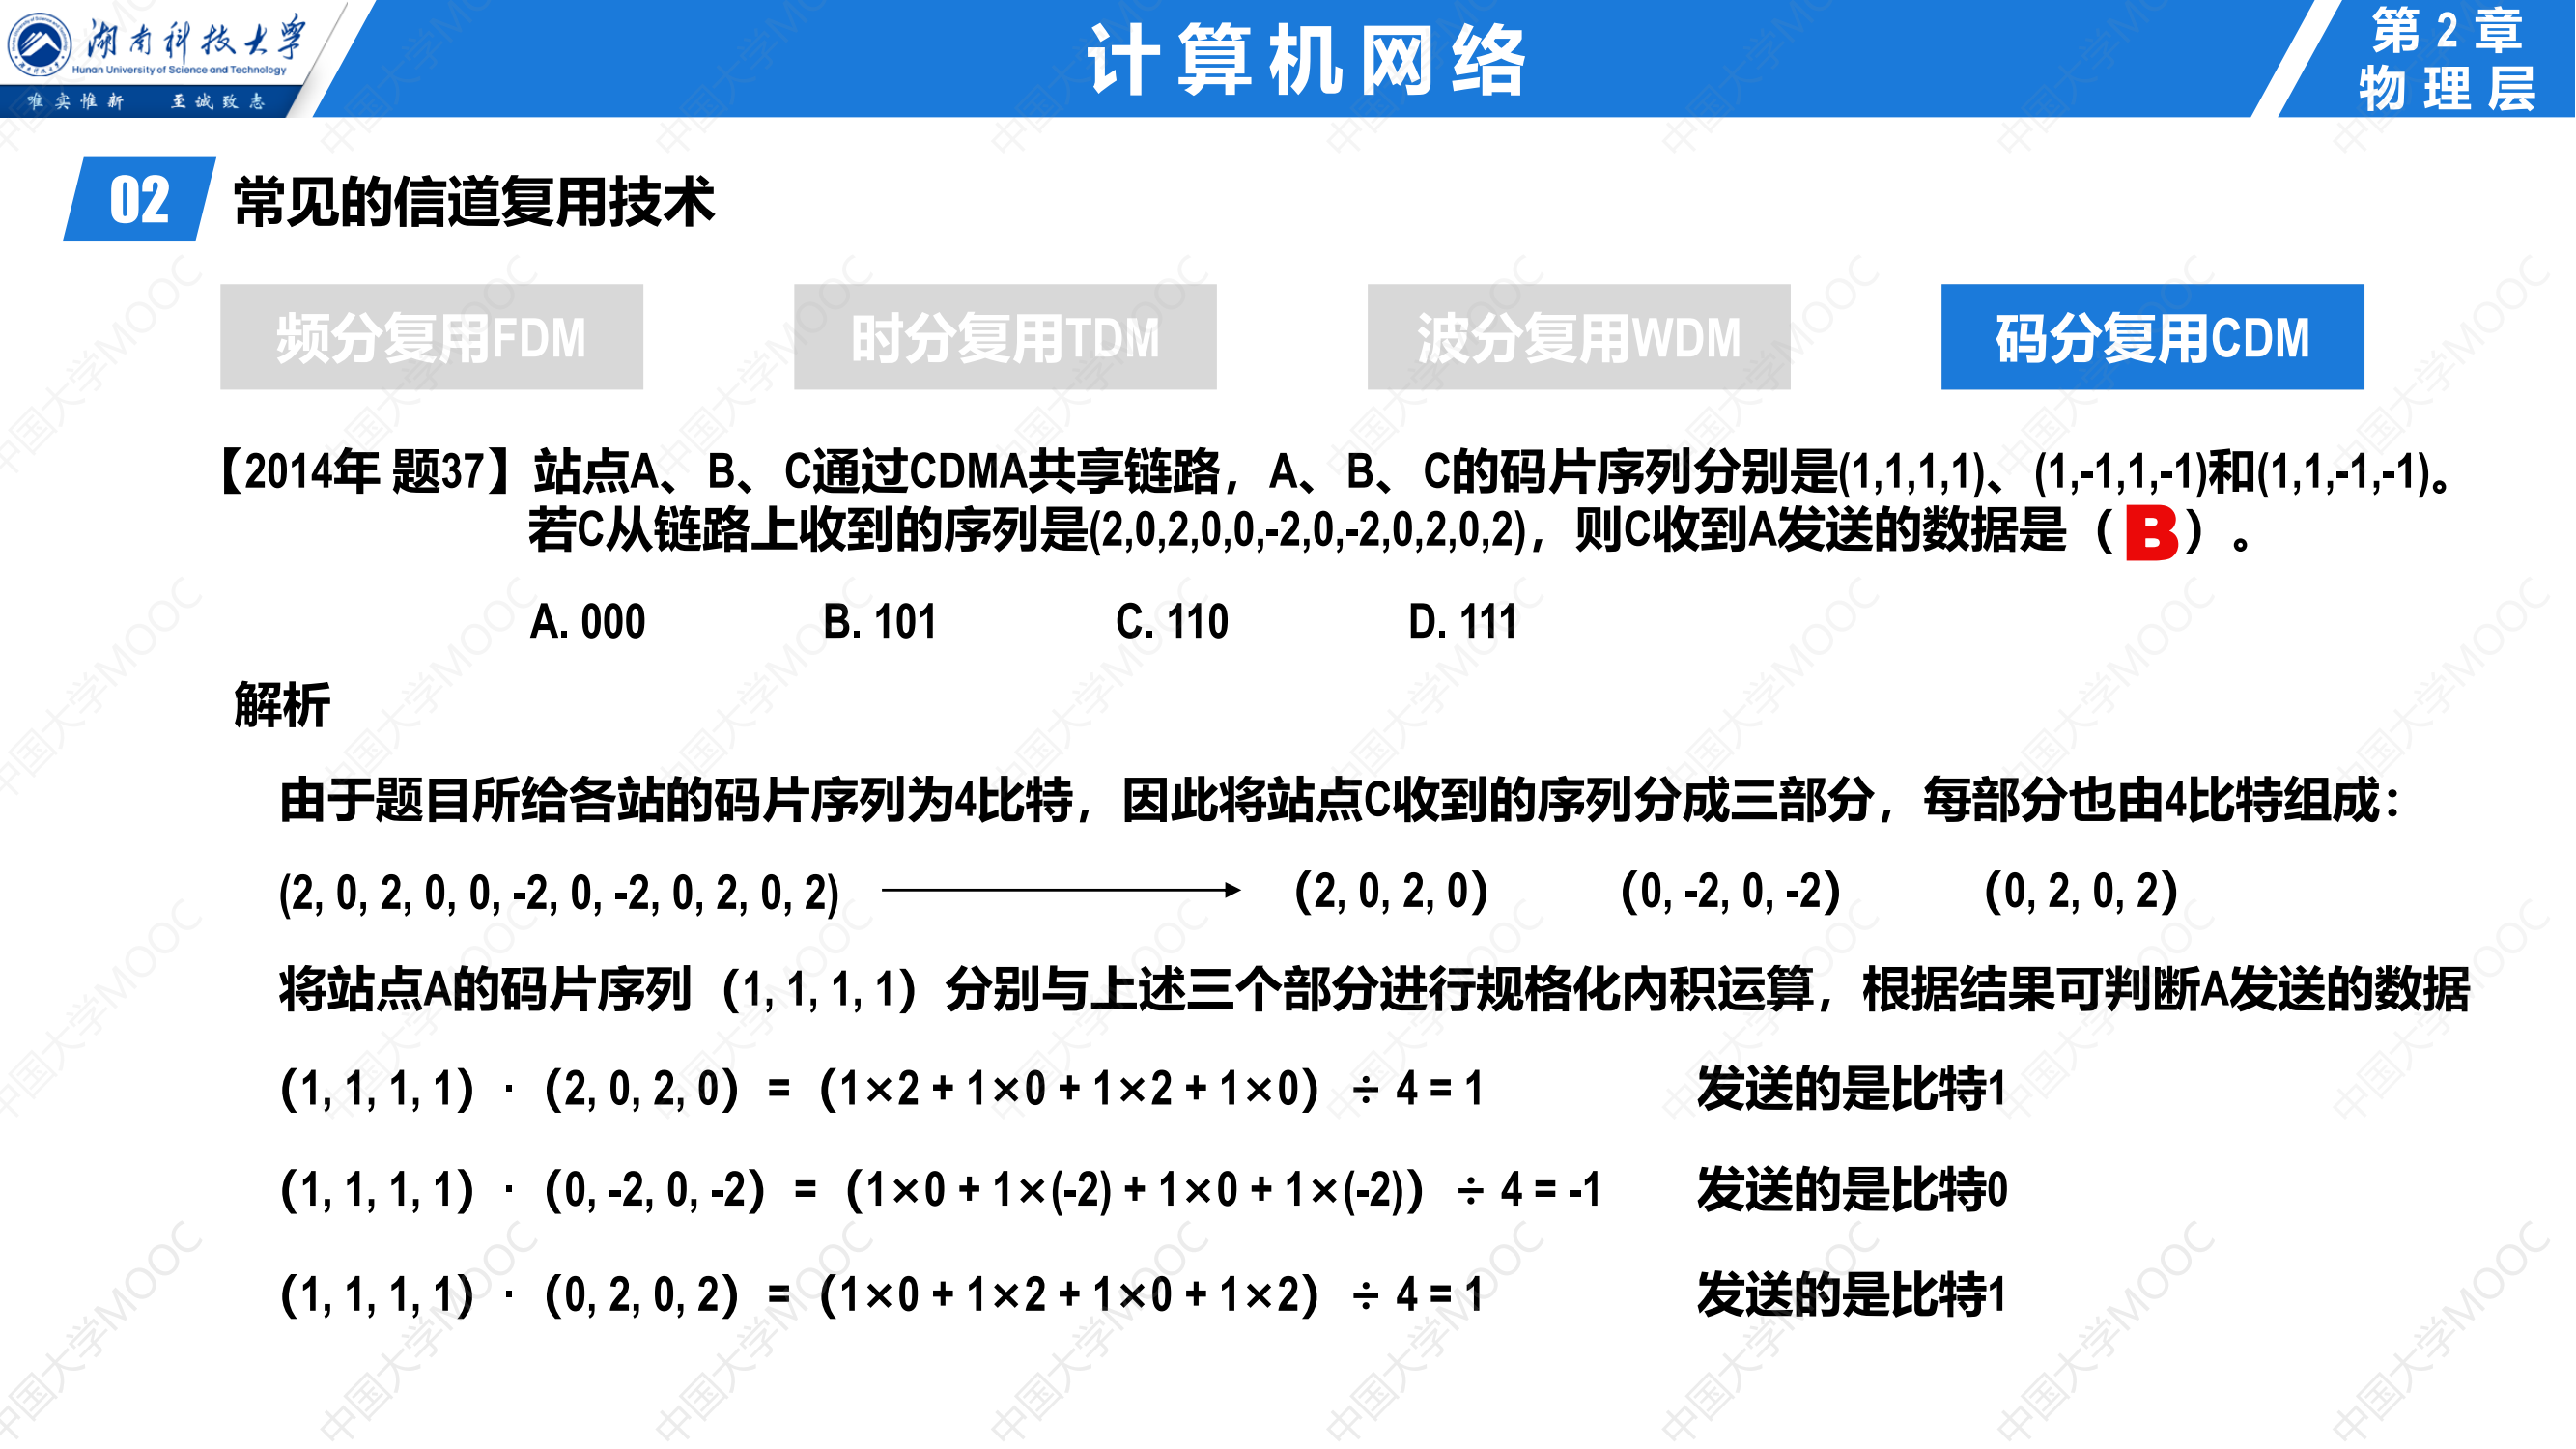 湖南科技大学
Hunan University of Science and Technology
唯实惟新 至诚致志
计算机网络
第2章
物理层
02 常见的信道复用技术
频分复用FDM 时分复用TDM 波分复用WDM 码分复用CDM
【2014年 题37】站点A、B、C通过CDMA共享链路，A、B、C的码片序列分别是(1,1,1,1)、(1,-1,1,-1)和(1,1,-1,-1)。
若C从链路上收到的序列是(2,0,2,0,0,-2,0,-2,0,2,0,2)，则C收到A发送的数据是（B）。
A. 000 B. 101 C. 110 D. 111
解析
由于题目所给各站的码片序列为4比特，因此将站点C收到的序列分成三部分，每部分也由4比特组成：
(2, 0, 2, 0, 0, -2, 0, -2, 0, 2, 0, 2) （2, 0, 2, 0） （0, -2, 0, -2） （0, 2, 0, 2）
将站点A的码片序列（1, 1, 1, 1）分别与上述三个部分进行规格化内积运算，根据结果可判断A发送的数据
（1, 1, 1, 1）·（2, 0, 2, 0）=（1×2 + 1×0 + 1×2 + 1×0）÷ 4 = 1 发送的是比特1
（1, 1, 1, 1）·（0, -2, 0, -2）=（1×0 + 1×(-2) + 1×0 + 1×(-2)）÷ 4 = -1 发送的是比特0
（1, 1, 1, 1）·（0, 2, 0, 2）=（1×0 + 1×2 + 1×0 + 1×2）÷ 4 = 1 发送的是比特1
中国大学MOOC